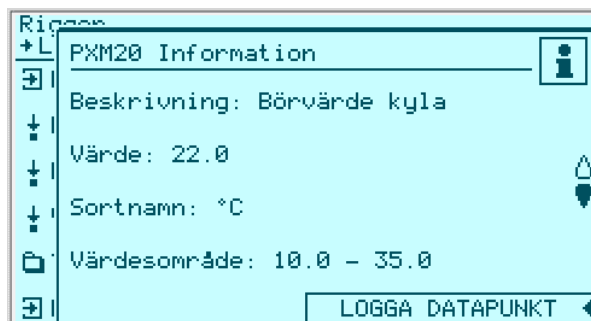 PXM20 Information
Beskrivning: Börvärde kyla
Värde: 22.0
Sortnamn: °C
Värdesområde: 10.0 – 35.0
LOGGA DATAPUNKT